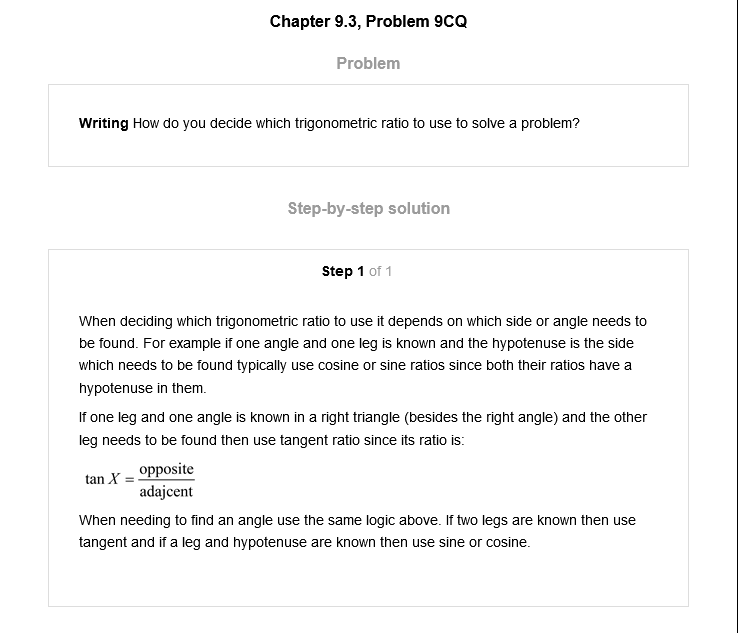 Chapter 9.3, Problem 9CQ
Problem
Writing How do you decide which trigonometric ratio to use to solve a problem?
Step-by-step solution
Step 1 of 1
When deciding which trigonometric ratio to use it depends on which side or angle needs to
be found. For example if one angle and one leg is known and the hypotenuse is the side
which needs to be found typically use cosine or sine ratios since both their ratios have a
hypotenuse in them.
If one leg and one angle is known in a right triangle (besides the right angle) and the other
leg needs to be found then use tangent ratio since its ratio is:
tan X = opposite
adajcent
When needing to find an angle use the same logic above. If two legs are known then use
tangent and if a leg and hypotenuse are known then use sine or cosine.